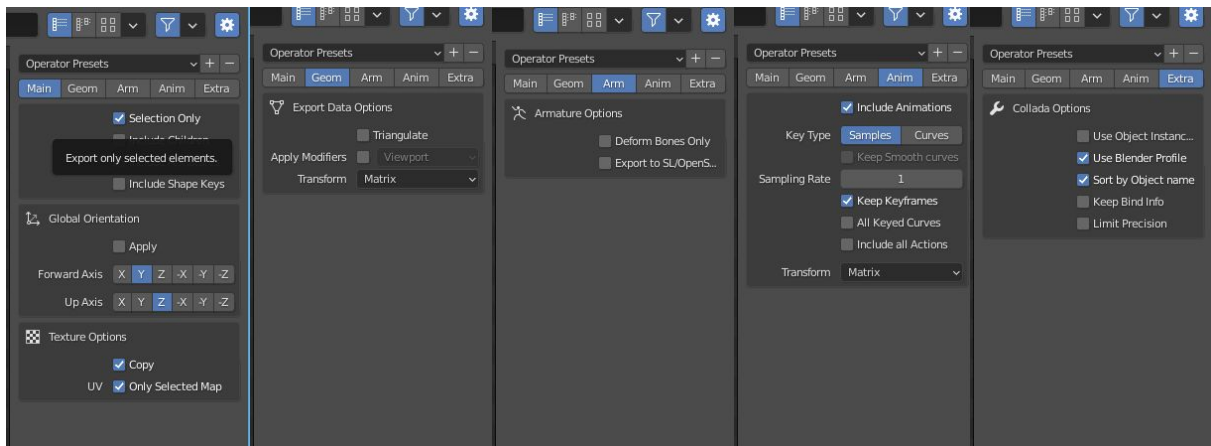 Operator Presets
Main Geom Arm Anim Extra
Selection Only
Include Children
Export only selected elements.
Include Shape Keys
Global Orientation
Apply
Forward Axis X Y Z -X -Y -Z
Up Axis X Y Z -X -Y -Z
Texture Options
Copy
UV Only Selected Map
Operator Presets
Main Geom Arm Anim Extra
Export Data Options
Triangulate
Apply Modifiers Viewport
Transform Matrix
Operator Presets
Main Geom Arm Anim Extra
Armature Options
Deform Bones Only
Export to SL/OpenS...
Operator Presets
Main Geom Arm Anim Extra
Include Animations
Key Type Samples Curves
Keep Smooth curves
Sampling Rate 1
Keep Keyframes
All Keyed Curves
Include all Actions
Transform Matrix
Operator Presets
Main Geom Arm Anim Extra
Collada Options
Use Object Instanc...
Use Blender Profile
Sort by Object name
Keep Bind Info
Limit Precision